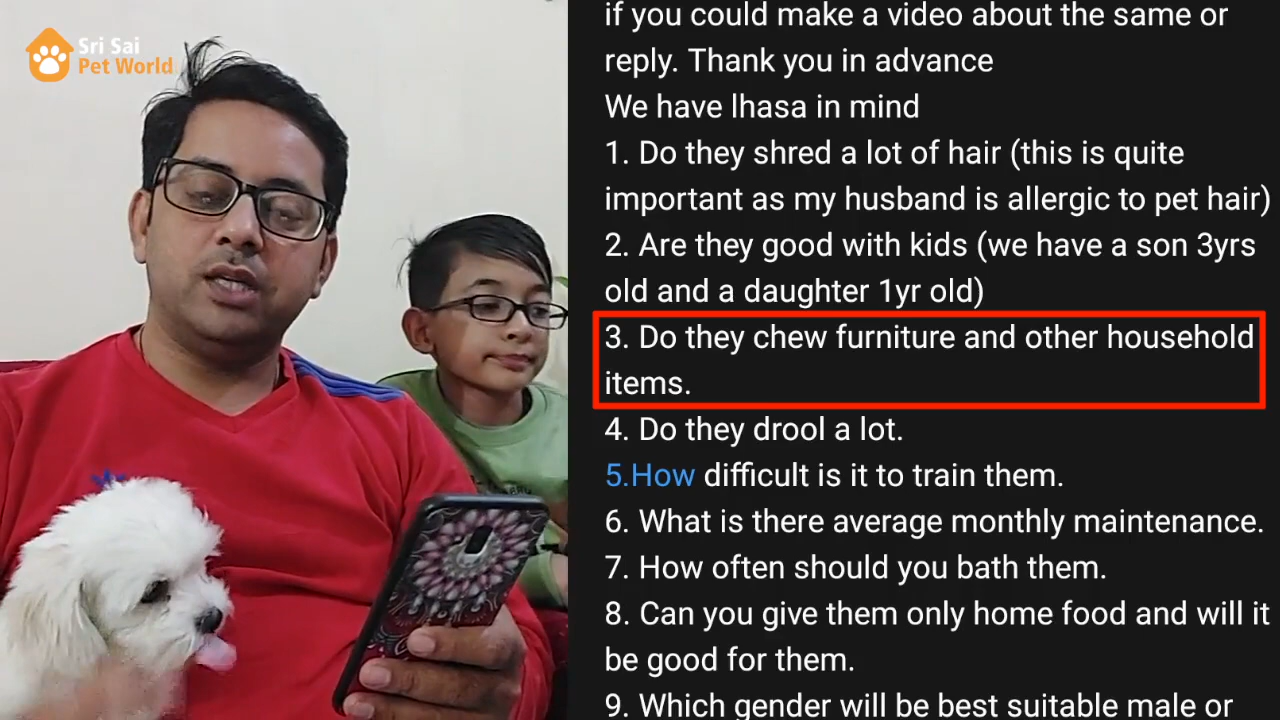 Sri Sai
Pet World
if you could make a video about the same or
reply. Thank you in advance
We have lhasa in mind
1. Do they shred a lot of hair (this is quite
important as my husband is allergic to pet hair)
2. Are they good with kids (we have a son 3yrs
old and a daughter 1yr old)
3. Do they chew furniture and other household
items.
4. Do they drool a lot.
5.How difficult is it to train them.
6. What is there average monthly maintenance.
7. How often should you bath them.
8. Can you give them only home food and will it
be good for them.
9. Which gender will be best suitable male or